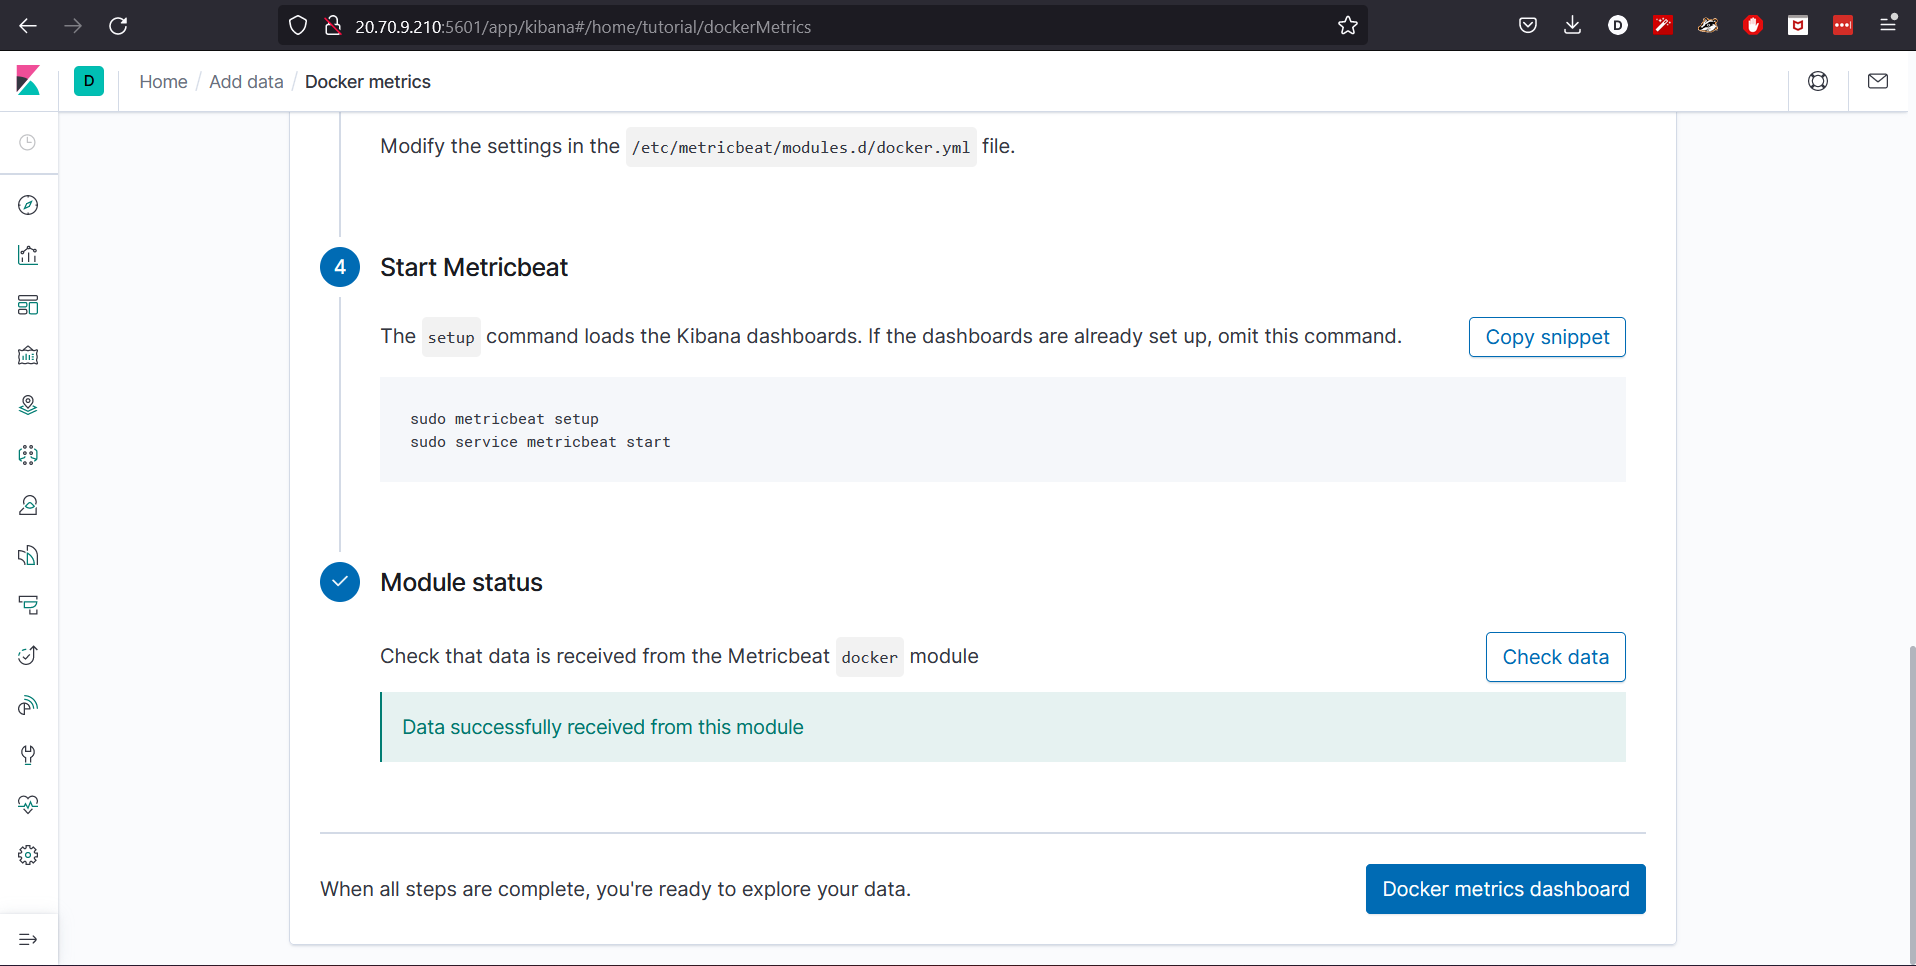 20.70.9.210:5601/app/kibana#/home/tutorial/dockerMetrics
D
D
Home / Add data / Docker metrics
Modify the settings in the /etc/metricbeat/modules.d/docker.yml file.
4 Start Metricbeat
The setup command loads the Kibana dashboards. If the dashboards are already set up, omit this command.
Copy snippet
sudo metricbeat setup
sudo service metricbeat start
Module status
Check that data is received from the Metricbeat docker module
Check data
Data successfully received from this module
When all steps are complete, you're ready to explore your data.
Docker metrics dashboard